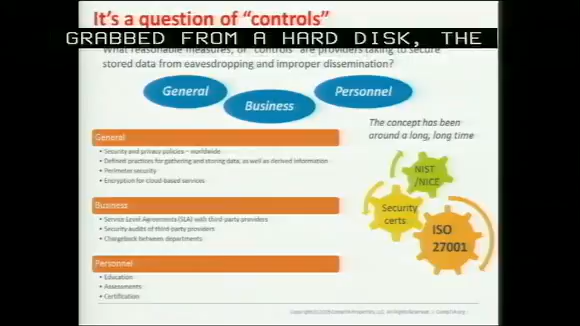 It's a question of "controls"
GRABBED FROM A HARD DISK, THE
What reasonable measures, or "controls" are providers taking to secure
stored data from eavesdropping and improper dissemination?
General
Business
Personnel
The concept has been
around a long, long time
General
• Security and privacy policies – worldwide
• Defined practices for gathering and storing data, as well as derived information
• Perimeter security
• Encryption for cloud-based services
NIST
/NICE
Security
certs
ISO
27001
Business
• Service Level Agreements (SLA) with third-party providers
• Security audits of third party providers
• Chargeback between departments
Personnel
• Education
• Assessments
• Certification